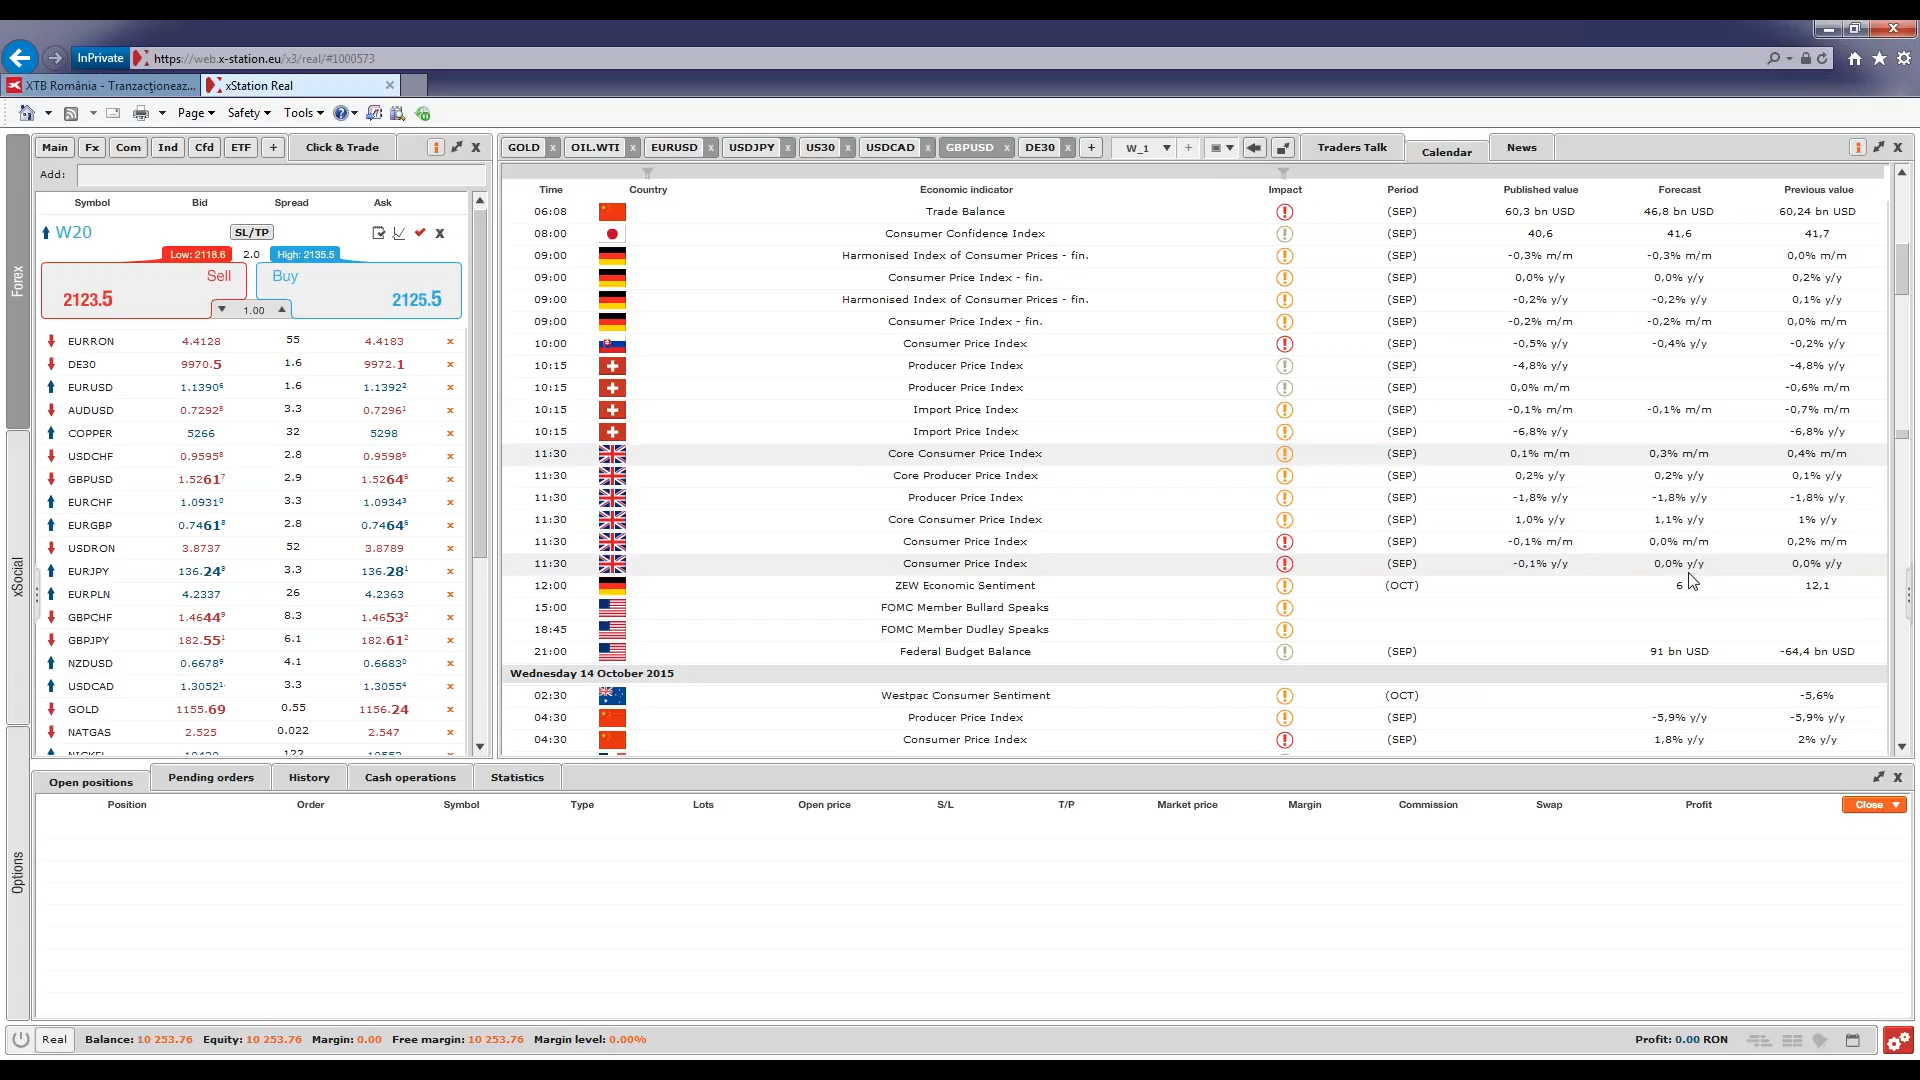 InPrivate https://web.x-station.eu/x3/real/#1000573
XTB România - Tranzacţioneaz... xStation Real
Page Safety Tools
Main Fx Com Ind Cfd ETF + Click & Trade
Add:
Symbol Bid Spread Ask
W20 SL/TP
Low: 2118.6 2.0 High: 2135.5
Sell Buy
2123.5 2125.5
1.00
EURRON 4.4128 55 4.4183 x
DE30 9970.5 1.6 9972.1 x
EURUSD 1.1390⁶ 1.6 1.1392² x
AUDUSD 0.7292⁸ 3.3 0.7296¹ x
COPPER 5266 32 5298 x
USDCHF 0.9595⁸ 2.8 0.9598⁶ x
GBPUSD 1.5261⁷ 2.9 1.5264⁶ x
EURCHF 1.0931⁰ 3.3 1.0934³ x
EURGBP 0.7461⁸ 2.8 0.7464⁶ x
USDRON 3.8737 52 3.8789 x
EURJPY 136.24⁸ 3.3 136.28¹ x
EURPLN 4.2337 26 4.2363 x
GBPCHF 1.4644⁹ 8.3 1.4653² x
GBPJPY 182.55¹ 6.1 182.61² x
NZDUSD 0.6678⁹ 4.1 0.6683⁰ x
USDCAD 1.3052¹ 3.3 1.3055⁴ x
GOLD 1155.69 0.55 1156.24 x
NATGAS 2.525 0.022 2.547 x
Forex
xSocial
Options
GOLD x OIL.WTI x EURUSD x USDJPY x US30 x USDCAD x GBPUSD x DE30 x + W_1 + Traders Talk Calendar News
Time Country Economic indicator Impact Period Published value Forecast Previous value
06:08 Trade Balance (SEP) 60,3 bn USD 46,8 bn USD 60,24 bn USD
08:00 Consumer Confidence Index (SEP) 40,6 41,6 41,7
09:00 Harmonised Index of Consumer Prices - fin. (SEP) -0,3% m/m -0,3% m/m 0,0% m/m
09:00 Consumer Price Index - fin. (SEP) 0,0% y/y 0,0% y/y 0,2% y/y
09:00 Harmonised Index of Consumer Prices - fin. (SEP) -0,2% y/y -0,2% y/y 0,1% y/y
09:00 Consumer Price Index - fin. (SEP) -0,2% m/m -0,2% m/m 0,0% m/m
10:00 Consumer Price Index (SEP) -0,5% y/y -0,4% y/y -0,2% y/y
10:15 Producer Price Index (SEP) -4,8% y/y -4,8% y/y
10:15 Producer Price Index (SEP) 0,0% m/m -0,6% m/m
10:15 Import Price Index (SEP) -0,1% m/m -0,1% m/m -0,7% m/m
10:15 Import Price Index (SEP) -6,8% y/y -6,8% y/y
11:30 Core Consumer Price Index (SEP) 0,1% m/m 0,3% m/m 0,4% m/m
11:30 Core Producer Price Index (SEP) 0,2% y/y 0,2% y/y 0,1% y/y
11:30 Producer Price Index (SEP) -1,8% y/y -1,8% y/y -1,8% y/y
11:30 Core Consumer Price Index (SEP) 1,0% y/y 1,1% y/y 1% y/y
11:30 Consumer Price Index (SEP) -0,1% m/m 0,0% m/m 0,2% m/m
11:30 Consumer Price Index (SEP) -0,1% y/y 0,0% y/y 0,0% y/y
12:00 ZEW Economic Sentiment (OCT) 6 12,1
15:00 FOMC Member Bullard Speaks
18:45 FOMC Member Dudley Speaks
21:00 Federal Budget Balance (SEP) 91 bn USD -64,4 bn USD
Wednesday 14 October 2015
02:30 Westpac Consumer Sentiment (OCT) -5,6%
04:30 Producer Price Index (SEP) -5,9% y/y -5,9% y/y
04:30 Consumer Price Index (SEP) 1,8% y/y 2% y/y
Open positions Pending orders History Cash operations Statistics
Position Order Symbol Type Lots Open price S/L T/P Market price Margin Commission Swap Profit Close
Real Balance: 10 253.76 Equity: 10 253.76 Margin: 0.00 Free margin: 10 253.76 Margin level: 0.00% Profit: 0.00 RON